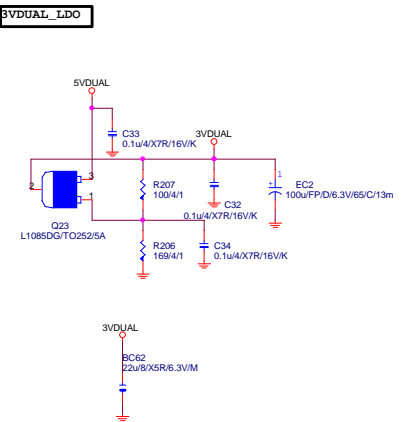 3VDUAL_LDO
5VDUAL
C33
0.1u/4/X7R/16V/K
3VDUAL
3
2
1
R207
100/4/1
C32
0.1u/4/X7R/16V/K
1
+
EC2
100u/FP/D/6.3V/65/C/13m
Q23
L1085DG/TO252/5A
R206
169/4/1
C34
0.1u/4/X7R/16V/K
3VDUAL
BC62
22u/8/X5R/6.3V/M